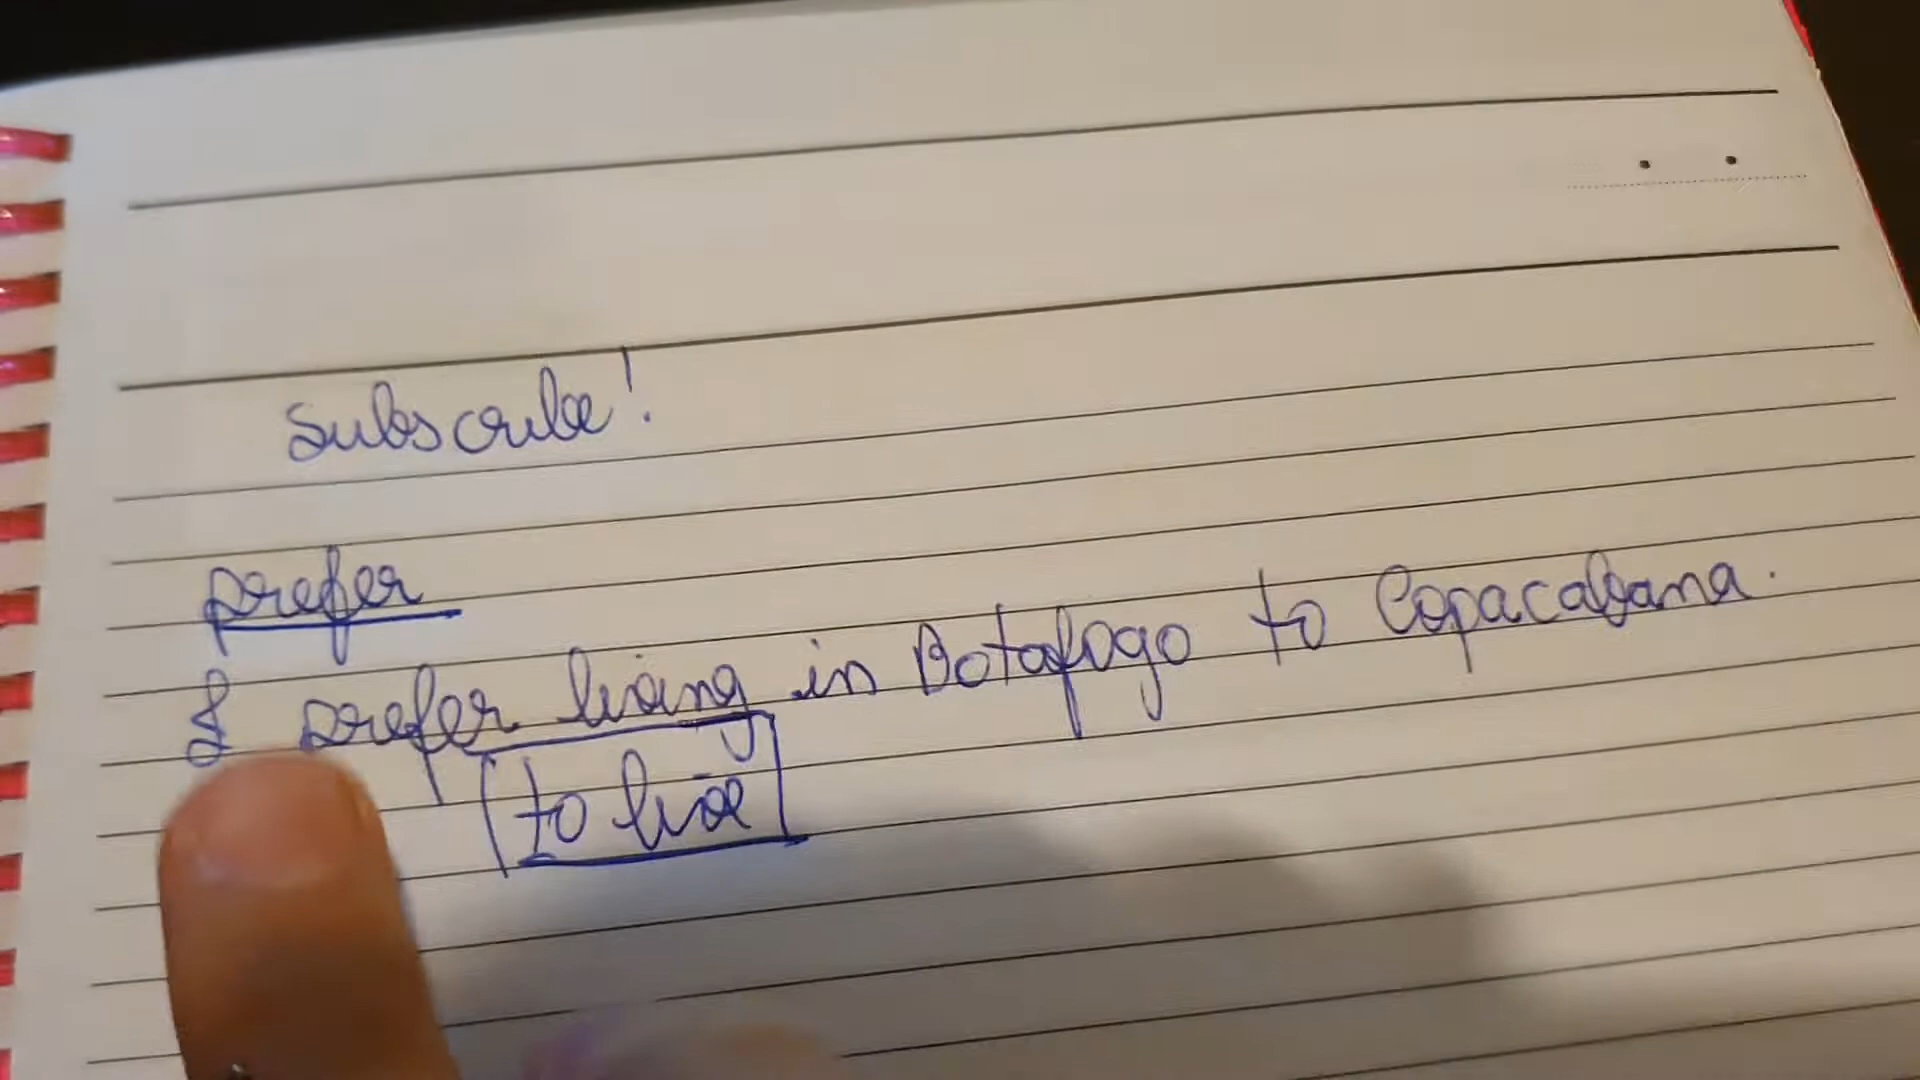 Subscribe!
prefer
I prefer living in Botafogo to Copacabana.
to live